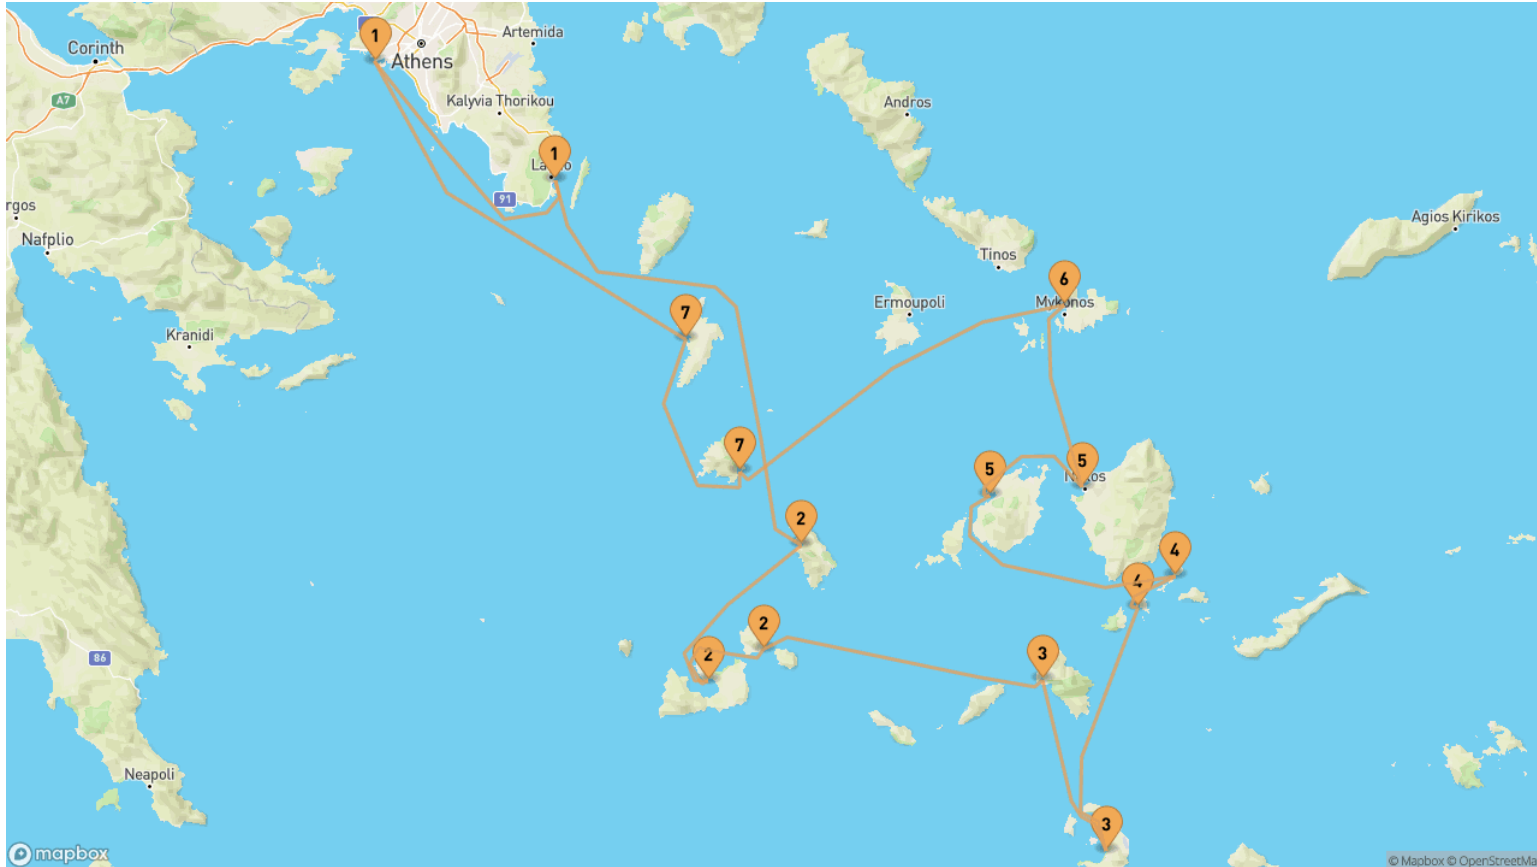 1
Corinth
Athens
Artemida
A7
Kalyvia Thorikou
Andros
1
91
rgos
Nafplio
Agios Kirikos
Tinos
6
Ermoupoli
Mykonos
7
Kranidi
7
5
5
2
4
4
2
86
2
3
Neapoli
3
mapbox
© Mapbox © OpenStreetMa